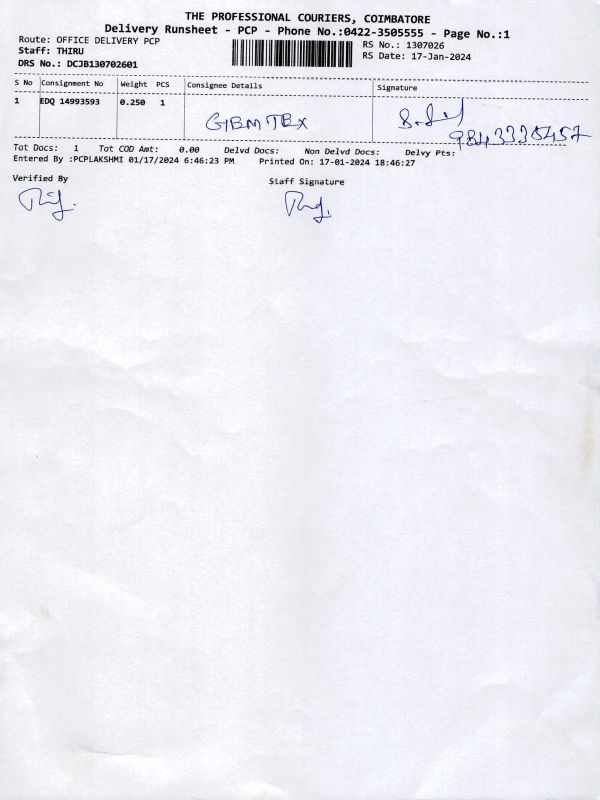 THE PROFESSIONAL COURIERS, COIMBATORE
Delivery Runsheet - PCP - Phone No.:0422-3505555 - Page No.:1
Route: OFFICE DELIVERY PCP
Staff: THIRU
DRS No.: DCJB130702601
RS No.: 1307026
RS Date: 17-Jan-2024
S No Consignment No Weight PCS Consignee Details Signature
1 EDQ 14993593 0.250 1
Tot Docs: 1 Tot COD Amt: 0.00 Delvd Docs: Non Delvd Docs: Delvy Pts:
Entered By :PCPLAKSHMI 01/17/2024 6:46:23 PM Printed On: 17-01-2024 18:46:27
Verified By Staff Signature